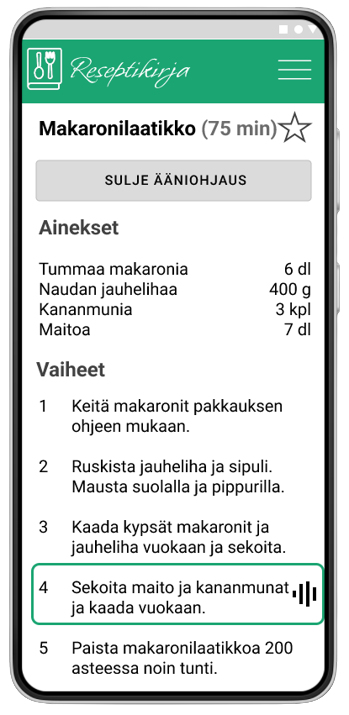 Reseptikirja
Makaronilaatikko (75 min)
SULJE ÄÄNIOHJAUS
Ainekset
Tummaa makaronia 6 dl
Naudan jauhelihaa 400 g
Kananmunia 3 kpl
Maitoa 7 dl
Vaiheet
1 Keitä makaronit pakkauksen
ohjeen mukaan.
2 Ruskista jauheliha ja sipuli.
Mausta suolalla ja pippurilla.
3 Kaada kypsät makaronit ja
jauheliha vuokaan ja sekoita.
4 Sekoita maito ja kananmunat
ja kaada vuokaan.
5 Paista makaronilaatikkoa 200
asteessa noin tunti.